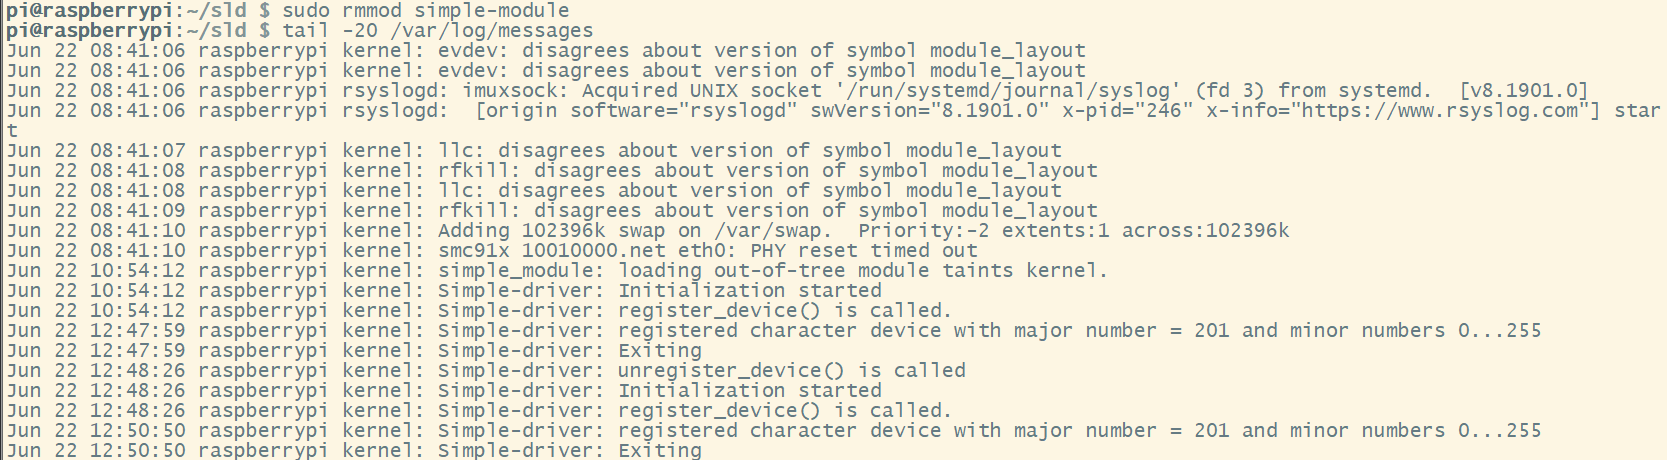 pi@raspberrypi:~/sld $ sudo rmmod simple-module
pi@raspberrypi:~/sld $ tail -20 /var/log/messages
Jun 22 08:41:06 raspberrypi kernel: evdev: disagrees about version of symbol module_layout
Jun 22 08:41:06 raspberrypi kernel: evdev: disagrees about version of symbol module_layout
Jun 22 08:41:06 raspberrypi rsyslogd: imuxsock: Acquired UNIX socket '/run/systemd/journal/syslog' (fd 3) from systemd.  [v8.1901.0]
Jun 22 08:41:06 raspberrypi rsyslogd:  [origin software="rsyslogd" swVersion="8.1901.0" x-pid="246" x-info="https://www.rsyslog.com"] star
t
Jun 22 08:41:07 raspberrypi kernel: llc: disagrees about version of symbol module_layout
Jun 22 08:41:08 raspberrypi kernel: rfkill: disagrees about version of symbol module_layout
Jun 22 08:41:08 raspberrypi kernel: llc: disagrees about version of symbol module_layout
Jun 22 08:41:09 raspberrypi kernel: rfkill: disagrees about version of symbol module_layout
Jun 22 08:41:10 raspberrypi kernel: Adding 102396k swap on /var/swap.  Priority:-2 extents:1 across:102396k
Jun 22 08:41:10 raspberrypi kernel: smc91x 10010000.net eth0: PHY reset timed out
Jun 22 10:54:12 raspberrypi kernel: simple_module: loading out-of-tree module taints kernel.
Jun 22 10:54:12 raspberrypi kernel: Simple-driver: Initialization started
Jun 22 10:54:12 raspberrypi kernel: Simple-driver: register_device() is called.
Jun 22 12:47:59 raspberrypi kernel: Simple-driver: registered character device with major number = 201 and minor numbers 0...255
Jun 22 12:47:59 raspberrypi kernel: Simple-driver: Exiting
Jun 22 12:48:26 raspberrypi kernel: Simple-driver: unregister_device() is called
Jun 22 12:48:26 raspberrypi kernel: Simple-driver: Initialization started
Jun 22 12:48:26 raspberrypi kernel: Simple-driver: register_device() is called.
Jun 22 12:50:50 raspberrypi kernel: Simple-driver: registered character device with major number = 201 and minor numbers 0...255
Jun 22 12:50:50 raspberrypi kernel: Simple-driver: Exiting